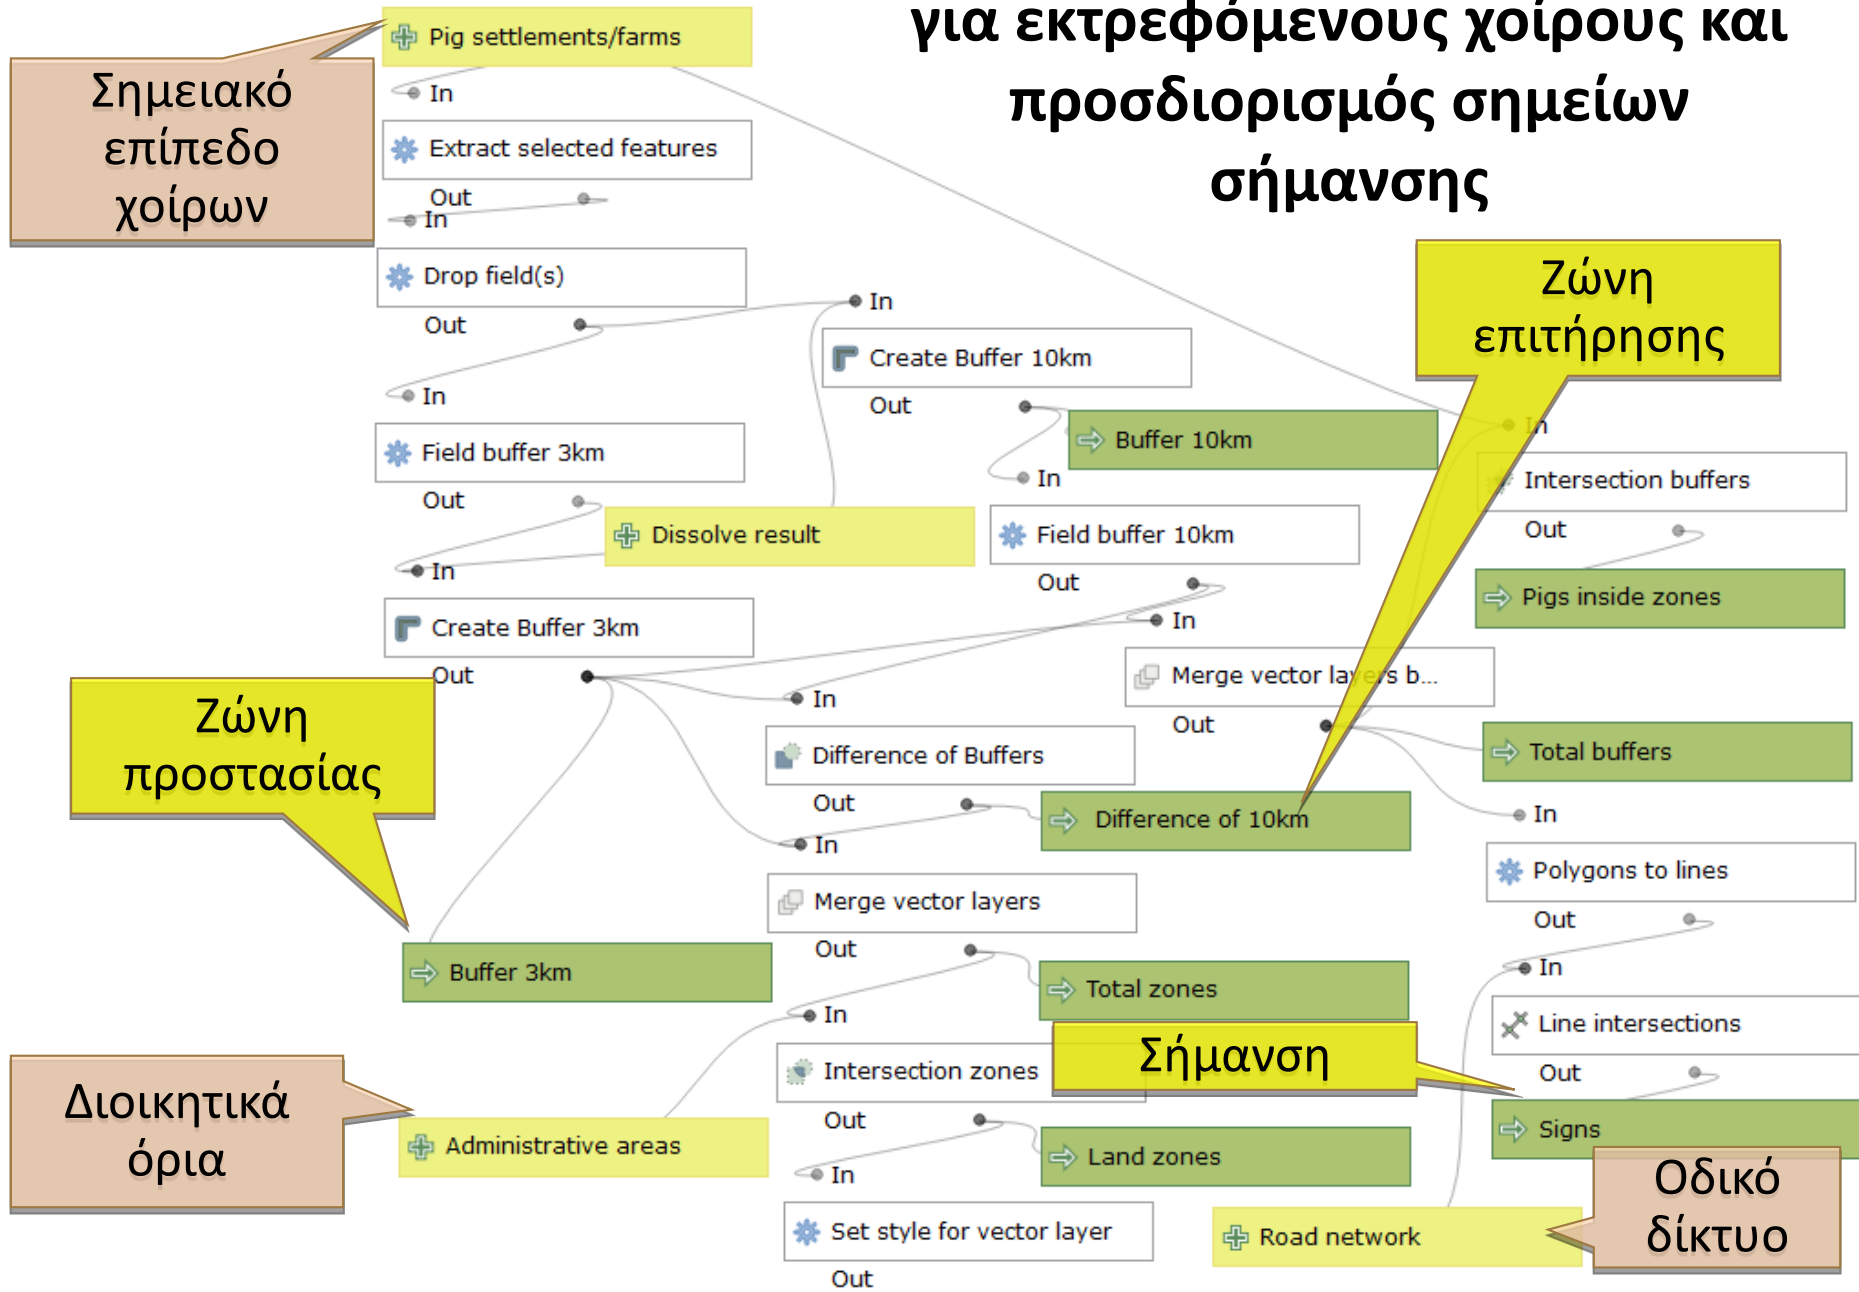 για εκτρεφόμενους χοίρους και
προσδιορισμός σημείων
σήμανσης
Pig settlements/farms
In
Σημειακό
επίπεδο
χοίρων
Extract selected features
Out
In
Drop field(s)
Out
In
Create Buffer 10km
Out
Buffer 10km
In
Ζώνη
επιτήρησης
In
Field buffer 3km
Out
Dissolve result
In
Field buffer 10km
Out
In
Intersection buffers
Out
Pigs inside zones
Create Buffer 3km
Out
In
Merge vector layers b...
Out
Total buffers
In
Ζώνη
προστασίας
In
Difference of Buffers
Out
Difference of 10km
In
Merge vector layers
Out
Total zones
Polygons to lines
Out
In
Line intersections
Out
Signs
Buffer 3km
In
Intersection zones
Out
Land zones
Σήμανση
Διοικητικά
όρια
Administrative areas
In
Set style for vector layer
Out
Road network
Οδικό
δίκτυο